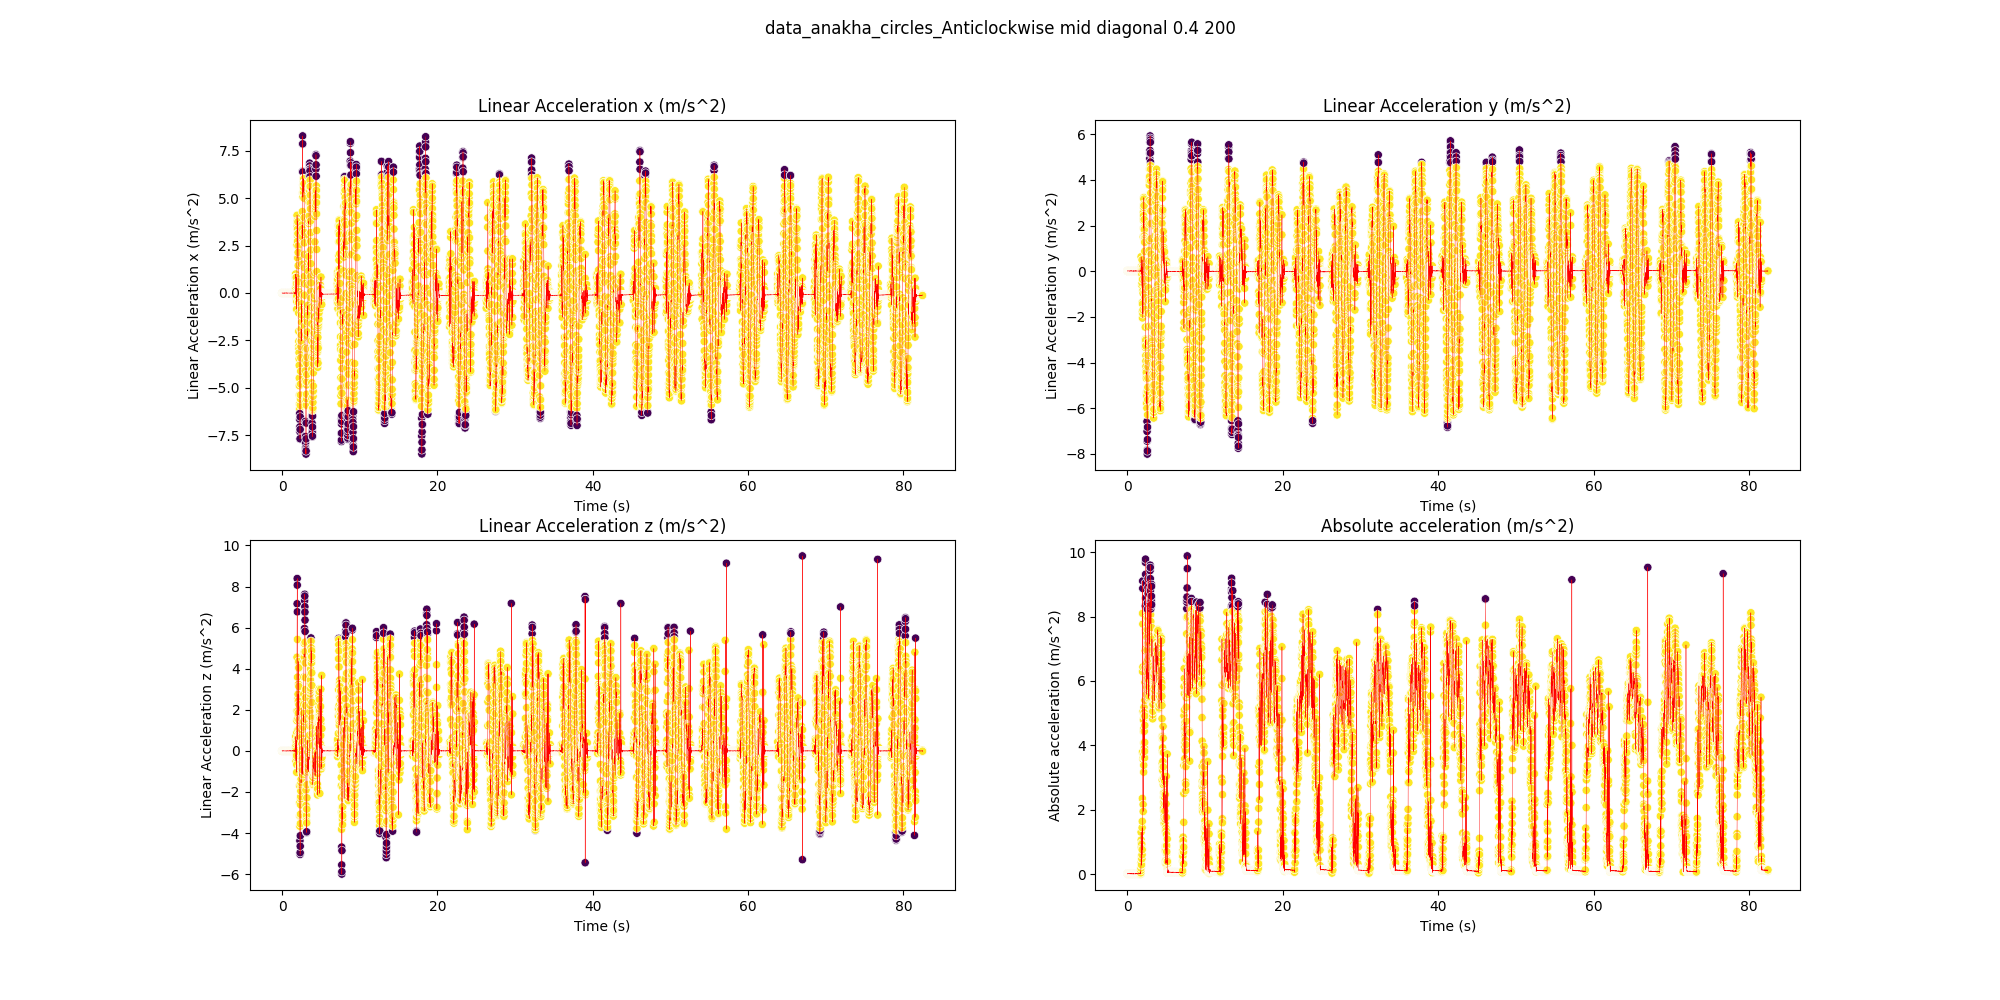 data_anakha_circles_Anticlockwise mid diagonal 0.4 200
Linear Acceleration x (m/s^2)
Linear Acceleration x (m/s^2)
7.5
5.0
2.5
0.0
−2.5
−5.0
−7.5
0 20 40 60 80
Time (s)
Linear Acceleration y (m/s^2)
Linear Acceleration y (m/s^2)
6
4
2
0
−2
−4
−6
−8
0 20 40 60 80
Time (s)
Linear Acceleration z (m/s^2)
Linear Acceleration z (m/s^2)
10
8
6
4
2
0
−2
−4
−6
0 20 40 60 80
Time (s)
Absolute acceleration (m/s^2)
Absolute acceleration (m/s^2)
10
8
6
4
2
0
0 20 40 60 80
Time (s)